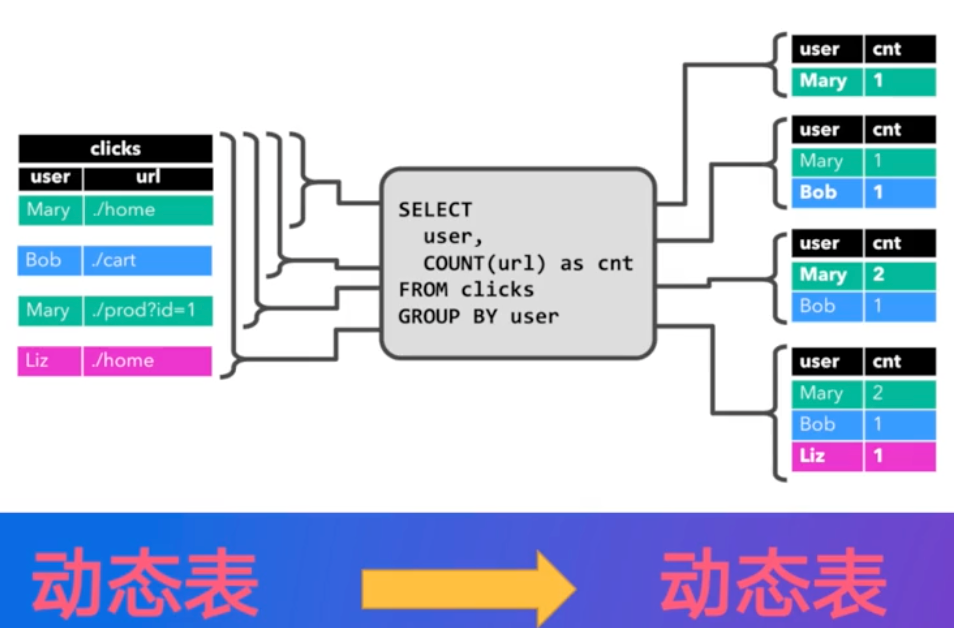 clicks
user url
Mary ./home
Bob ./cart
Mary ./prod?id=1
Liz ./home
SELECT
user,
COUNT(url) as cnt
FROM clicks
GROUP BY user
user cnt
Mary 1
user cnt
Mary 1
Bob 1
user cnt
Mary 2
Bob 1
user cnt
Mary 2
Bob 1
Liz 1
动态表 动态表